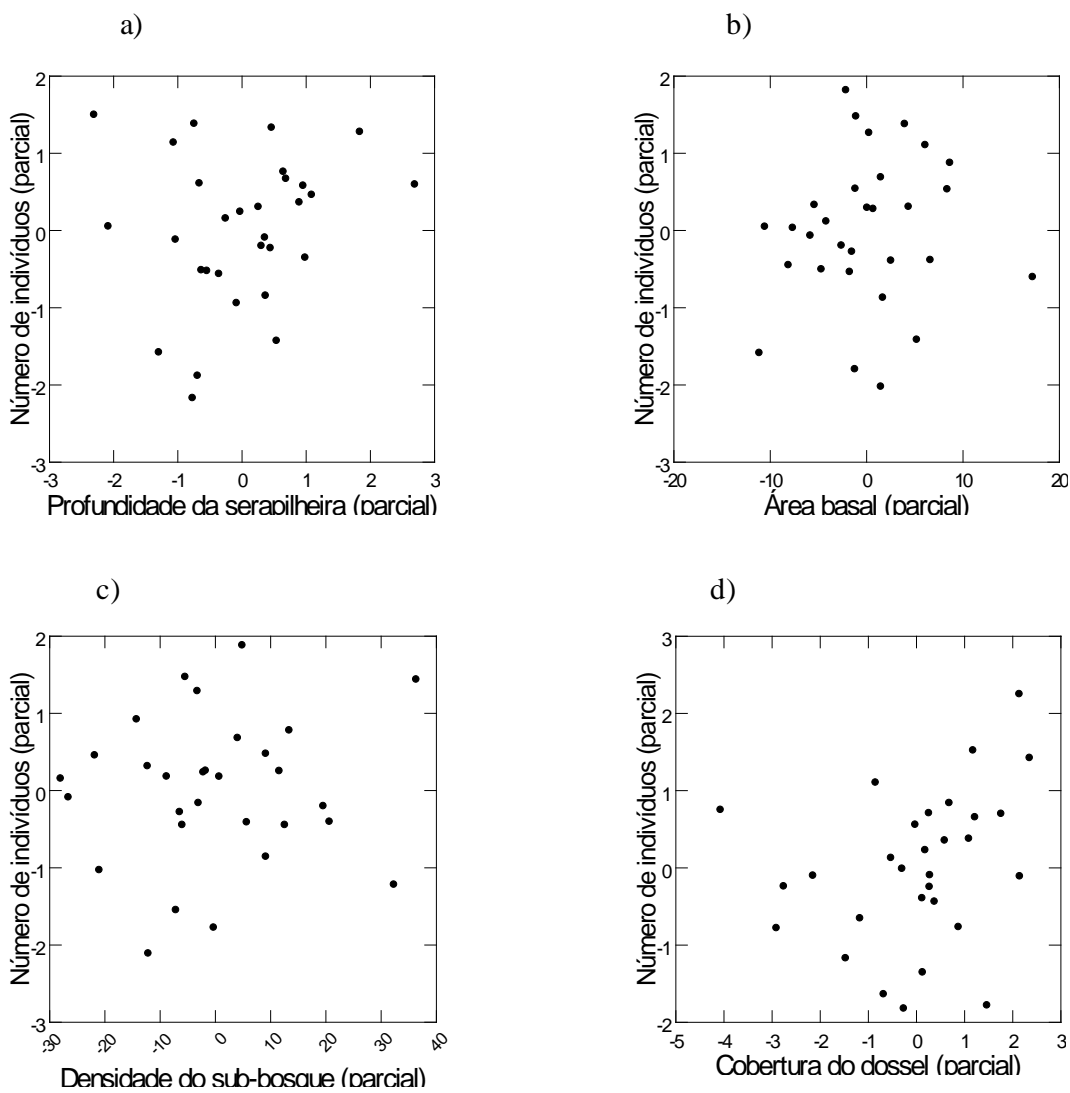 a)
2
1
0
-1
-2
-3
Número de indivíduos (parcial)
-3 -2 -1 0 1 2 3
Profundidade da serapilheira (parcial)
b)
2
1
0
-1
-2
-3
Número de indivíduos (parcial)
-20 -10 0 10 20
Área basal (parcial)
c)
2
1
0
-1
-2
-3
Número de indivíduos (parcial)
-30 -20 -10 0 10 20 30 40
Densidade do sub-bosque (parcial)
d)
3
2
1
0
-1
-2
Número de indivíduos (parcial)
-5 -4 -3 -2 -1 0 1 2 3
Cobertura do dossel (parcial)